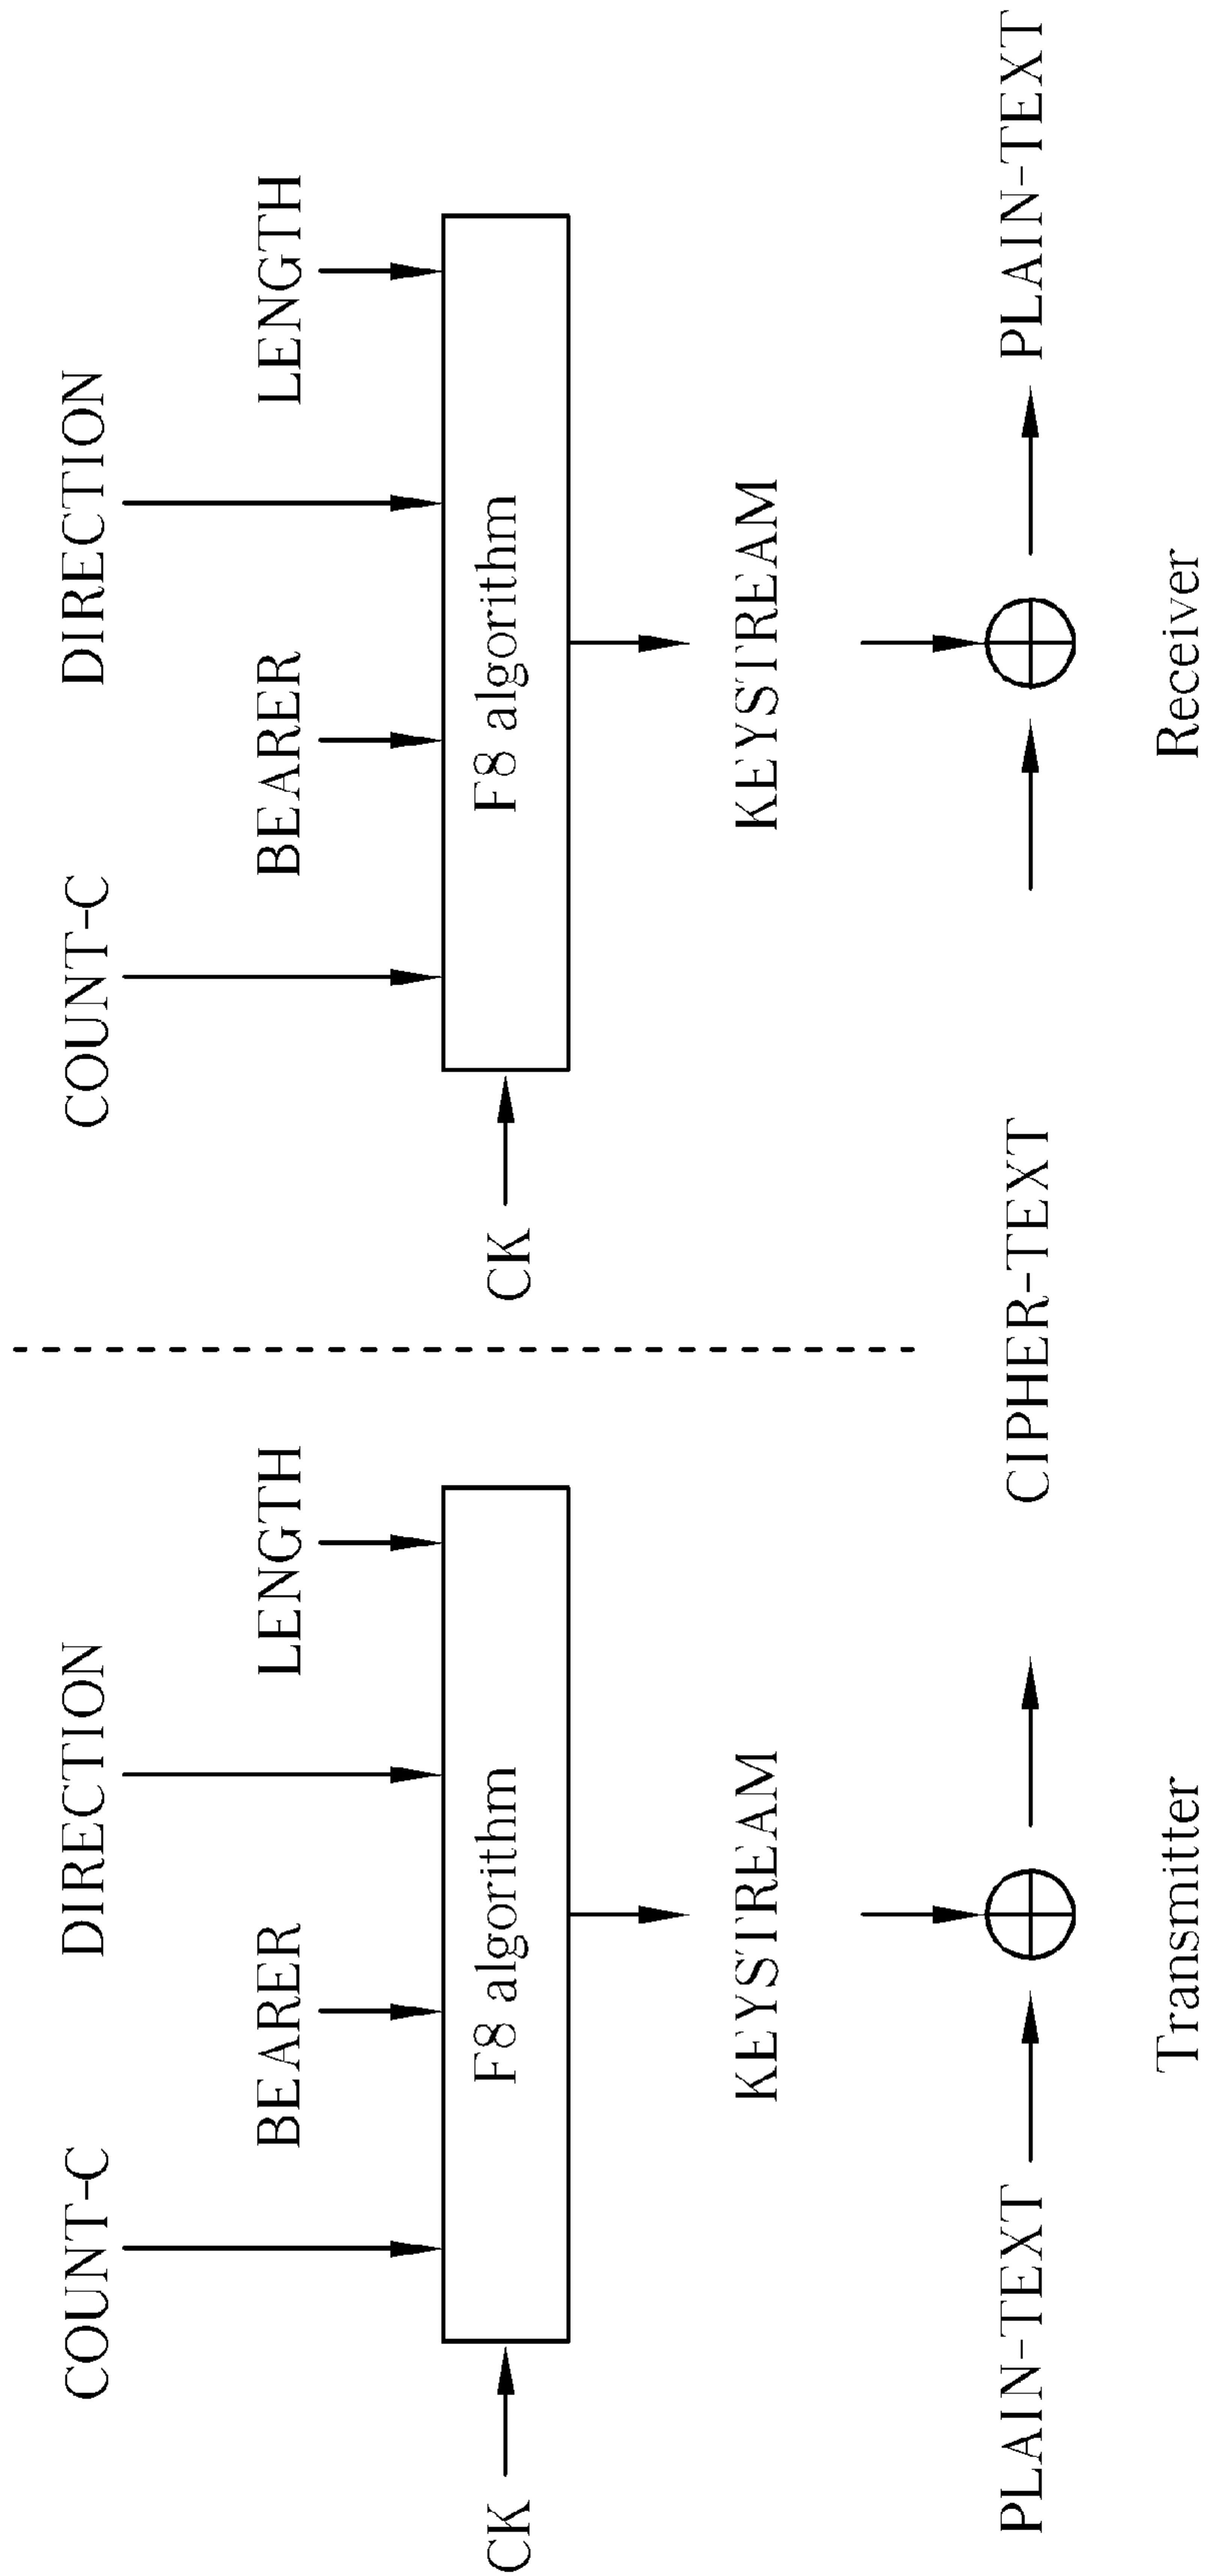 COUNT-C
DIRECTION
BEARER
LENGTH
CK
F8 algorithm
KEYSTREAM
PLAIN-TEXT
Transmitter
CIPHER-TEXT
COUNT-C
DIRECTION
BEARER
LENGTH
CK
F8 algorithm
KEYSTREAM
PLAIN-TEXT
Receiver